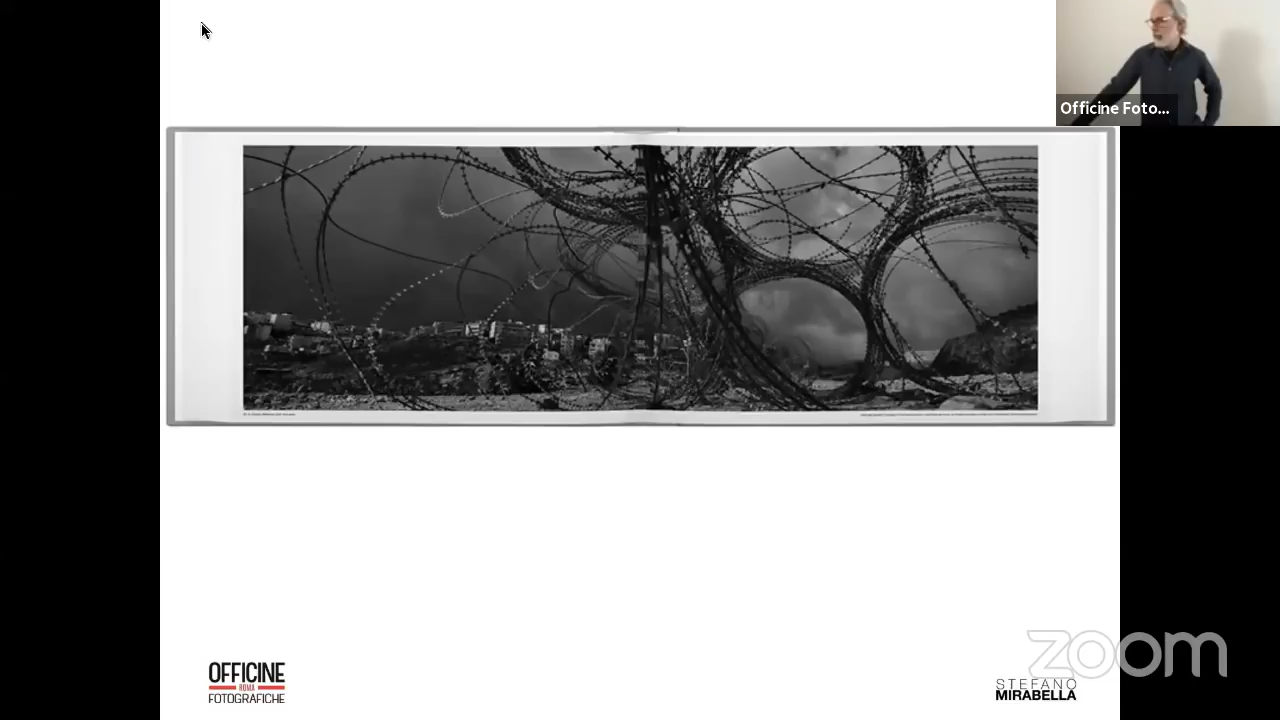 Officine Foto...
OFFICINE
ROMA
FOTOGRAFICHE
zoom
STEFANO
MIRABELLA